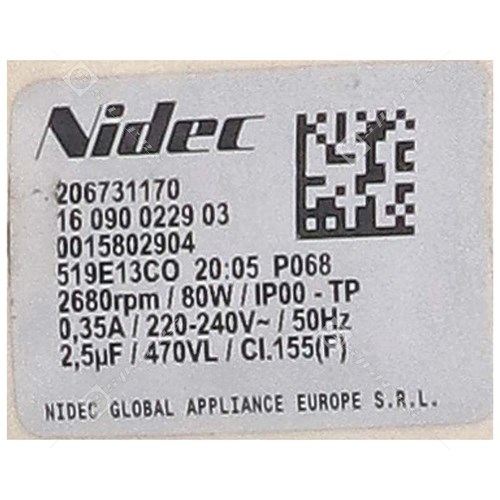 Nidec
206731170
16 090 0229 03
0015802904
519E13CO 20:05 P068
2680rpm / 80W / IP00 - TP
0,35A / 220-240V~ / 50Hz
2,5µF / 470VL / Cl.155(F)
NIDEC GLOBAL APPLIANCE EUROPE S.R.L.